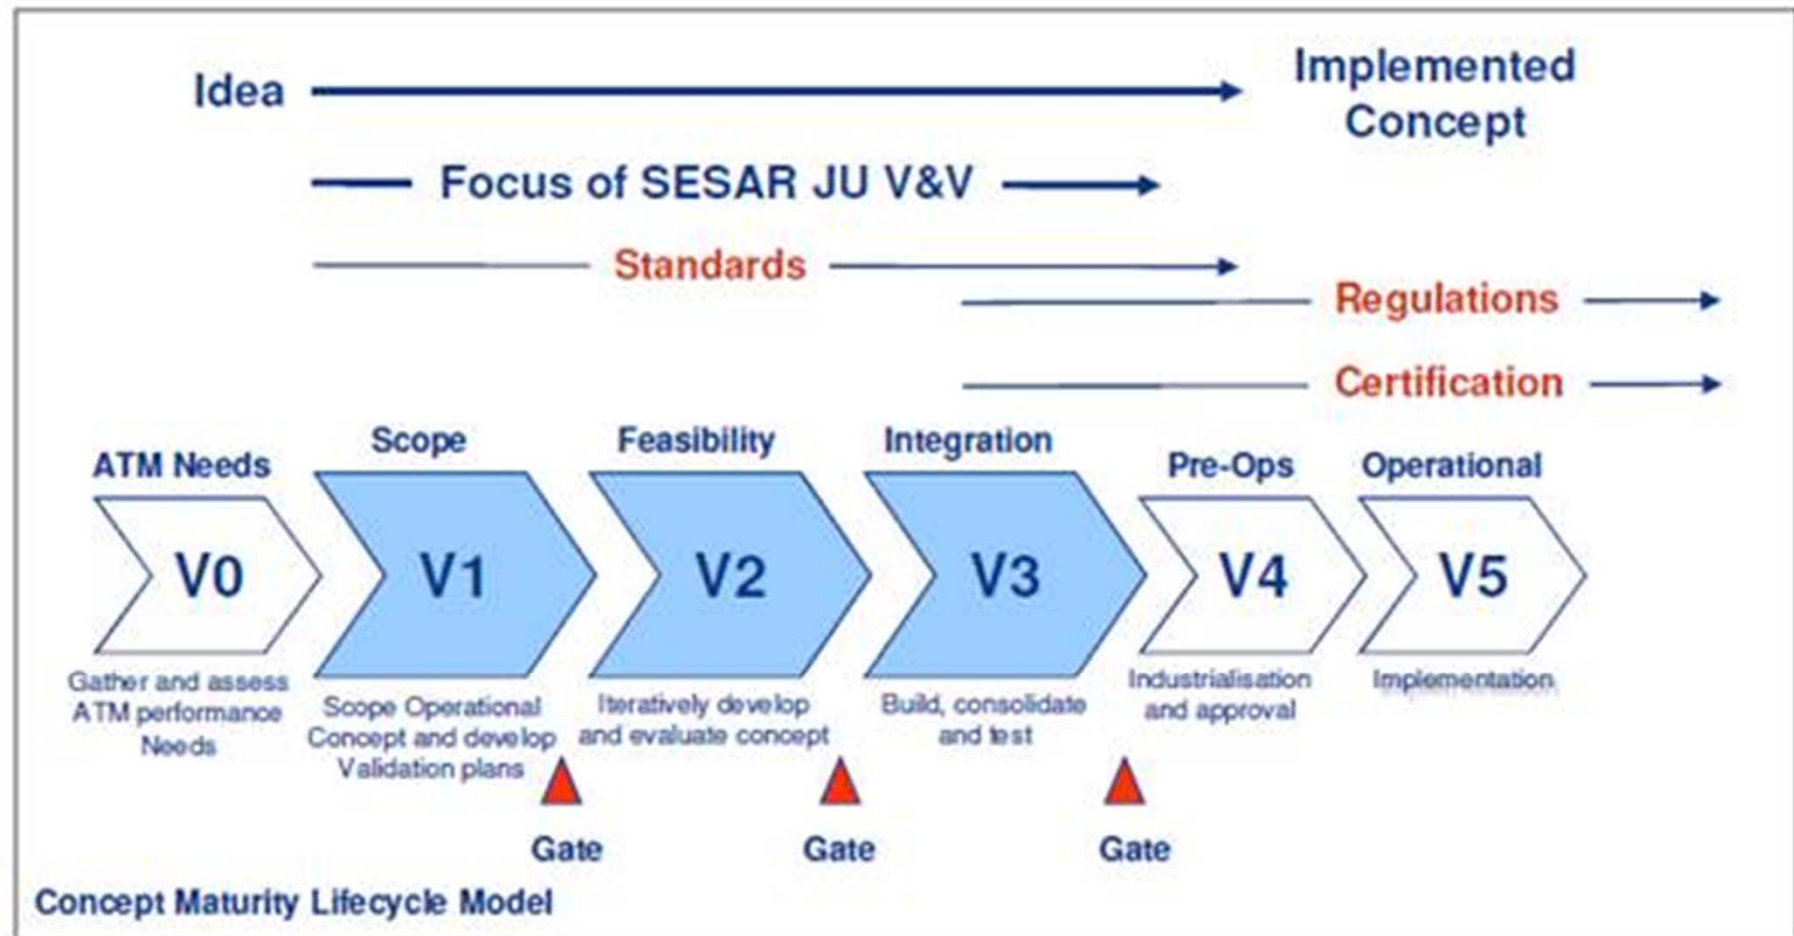 Idea
Implemented
Concept
Focus of SESAR JU V&V
Standards
Regulations
Certification
ATM Needs
Scope
Feasibility
Integration
Pre-Ops
Operational
V0
V1
V2
V3
V4
V5
Gather and assess
ATM performance
Needs
Scope Operational
Concept and develop
Validation plans
Iteratively develop
and evaluate concept
Build, consolidate
and test
Industrialisation
and approval
Implementation
Gate
Gate
Gate
Concept Maturity Lifecycle Model